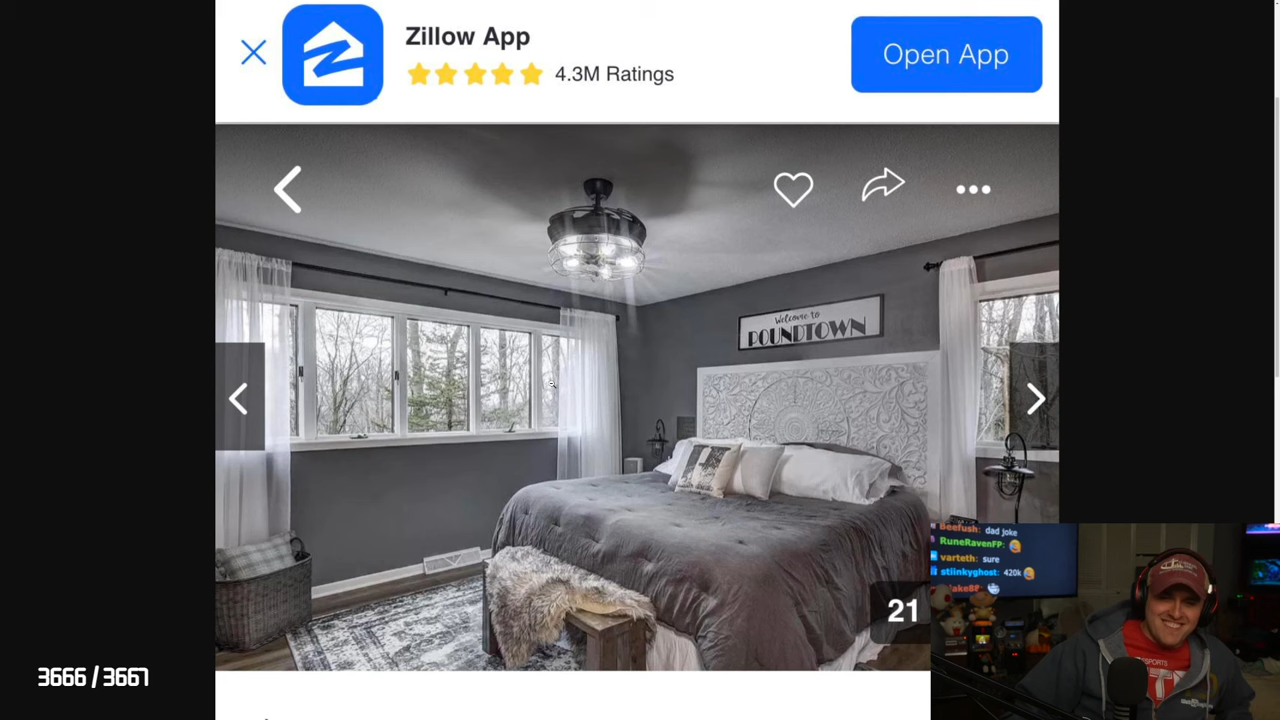 Zillow App
4.3M Ratings
Open App
Welcome to
POUNDTOWN
21
Beefush: dad joke
RuneRavenFP:
varteth: sure
stiinkyghost: 420k
ESPORTS
3666 / 3667